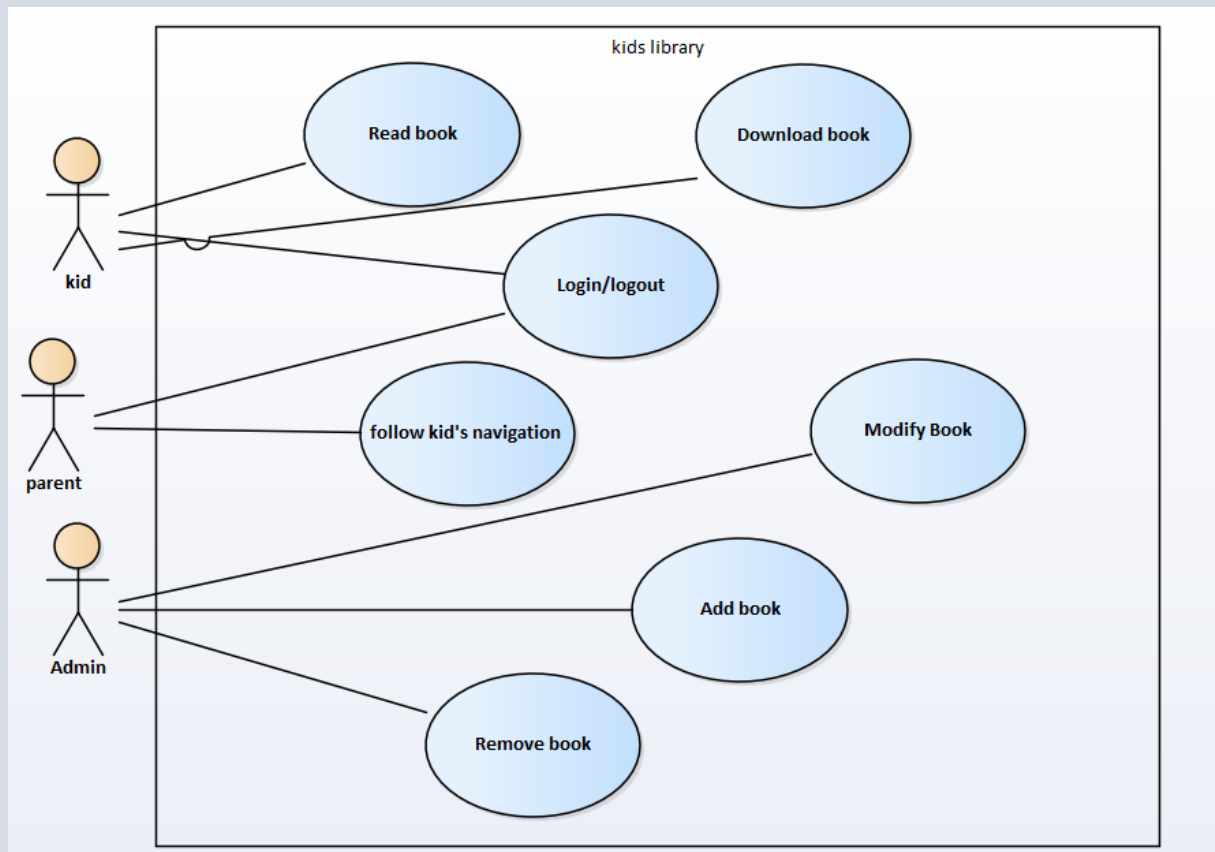 kids library
Read book
Download book
kid
Login/logout
parent
follow kid's navigation
Modify Book
Admin
Add book
Remove book